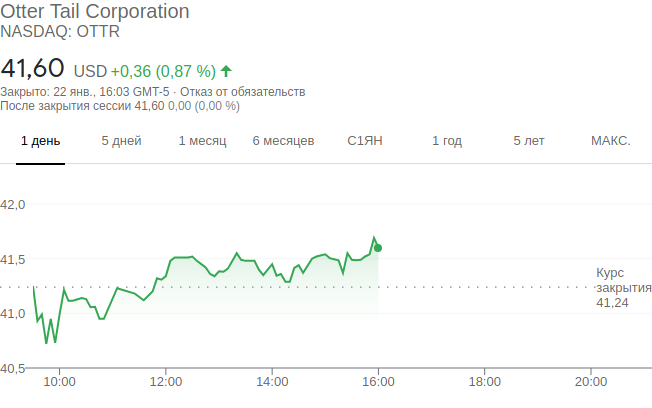 Otter Tail Corporation
NASDAQ: OTTR
41,60 USD +0,36 (0,87 %)
Закрыто: 22 янв., 16:03 GMT-5 · Отказ от обязательств
После закрытия сессии 41,60 0,00 (0,00 %)
1 день 5 дней 1 месяц 6 месяцев С1ЯН 1 год 5 лет МАКС.
42,0
41,5
Курс
закрытия
41,24
41,0
40,5
10:00 12:00 14:00 16:00 18:00 20:00